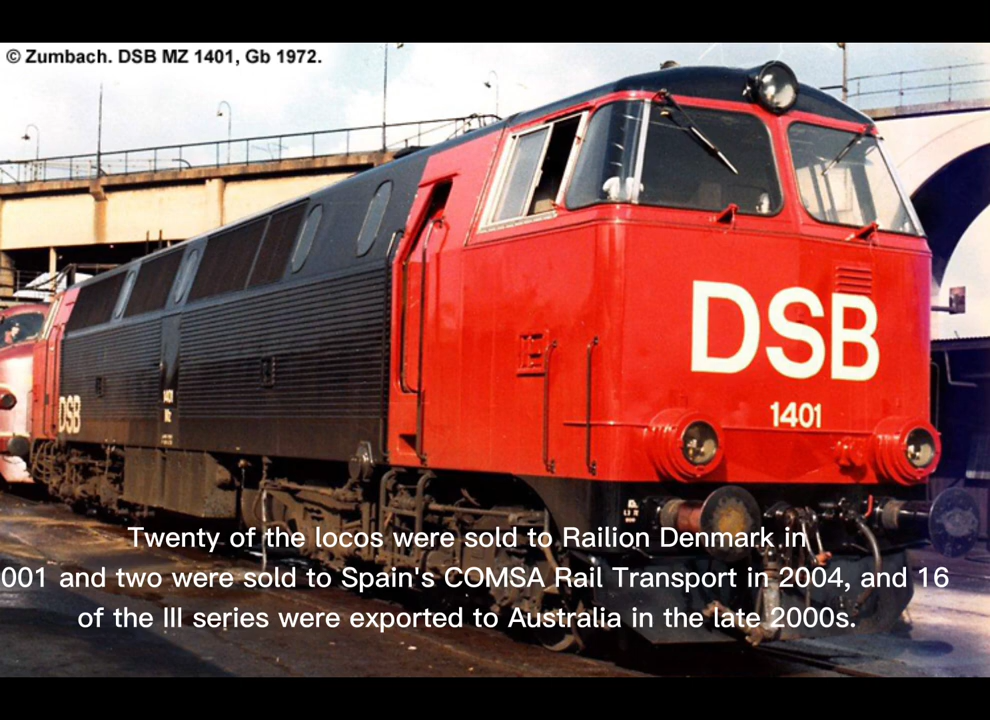 © Zumbach. DSB MZ 1401, Gb 1972.
DSB
1401
DSB
1401
Mz
Twenty of the locos were sold to Railion Denmark in
001 and two were sold to Spain's COMSA Rail Transport in 2004, and 16
of the III series were exported to Australia in the late 2000s.